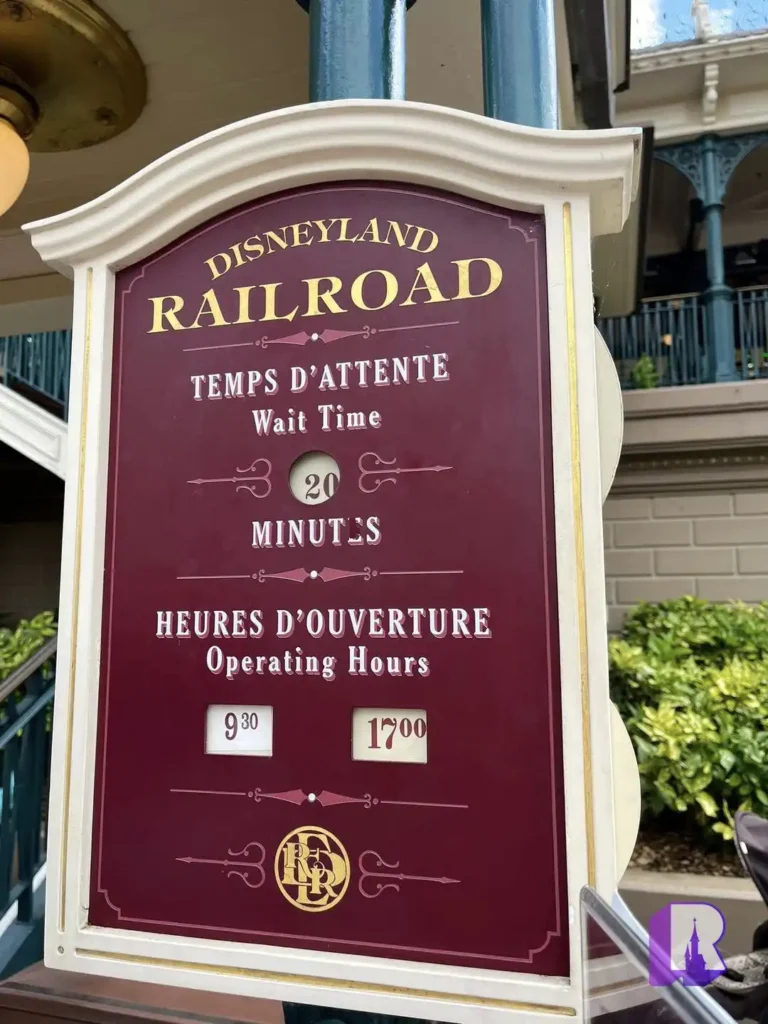 DISNEYLAND
RAILROAD
TEMPS D'ATTENTE
Wait Time
20
MINUTES
HEURES D'OUVERTURE
Operating Hours
9³⁰ 17⁰⁰
R